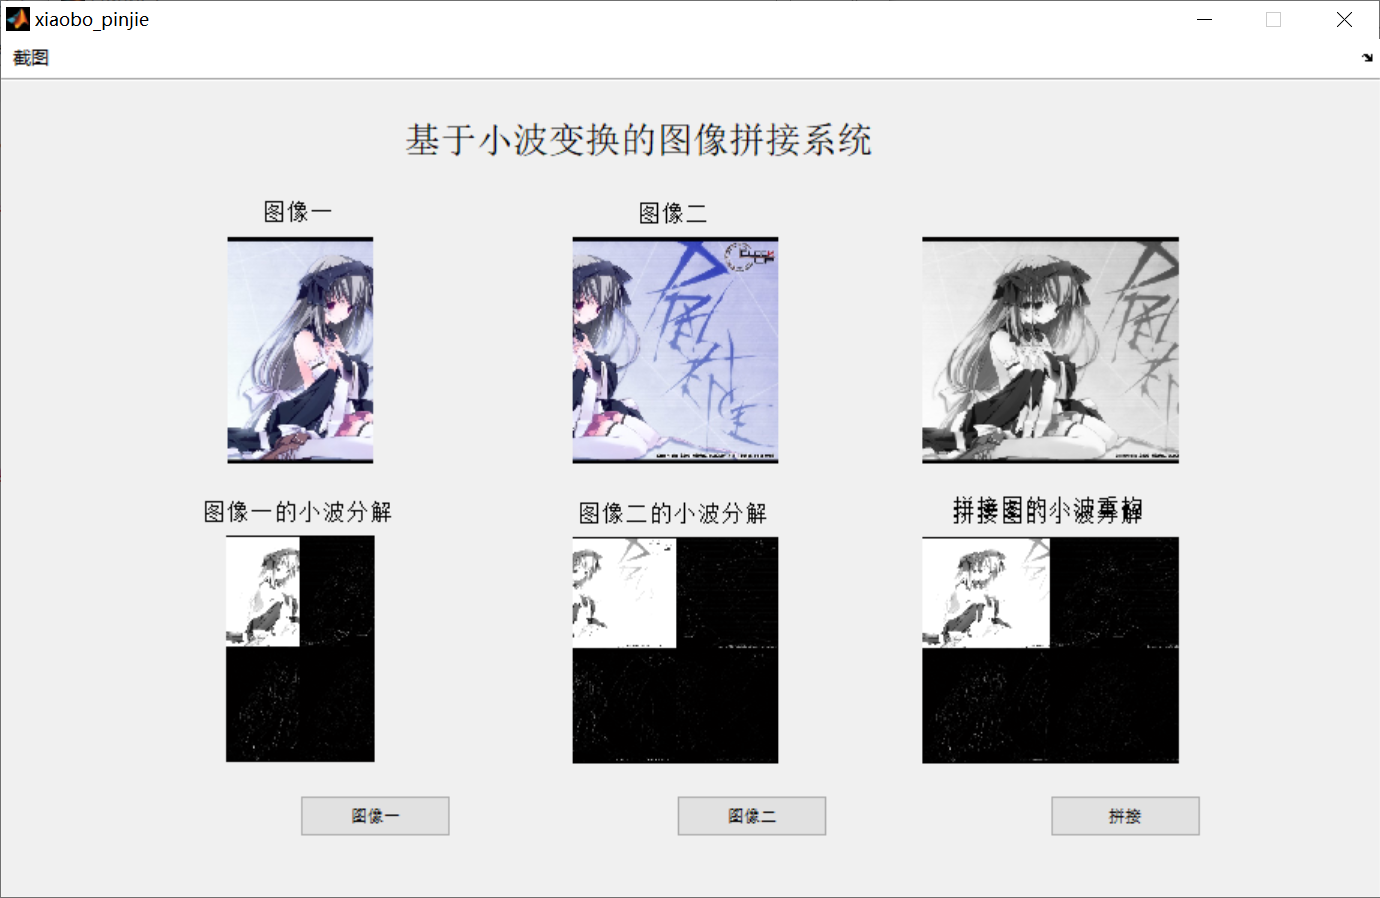 xiaobo_pinjie
截图
基于小波变换的图像拼接系统
图像一
图像二
图像一的小波分解
图像二的小波分解
拼接图的小波
图像一
图像二
拼接